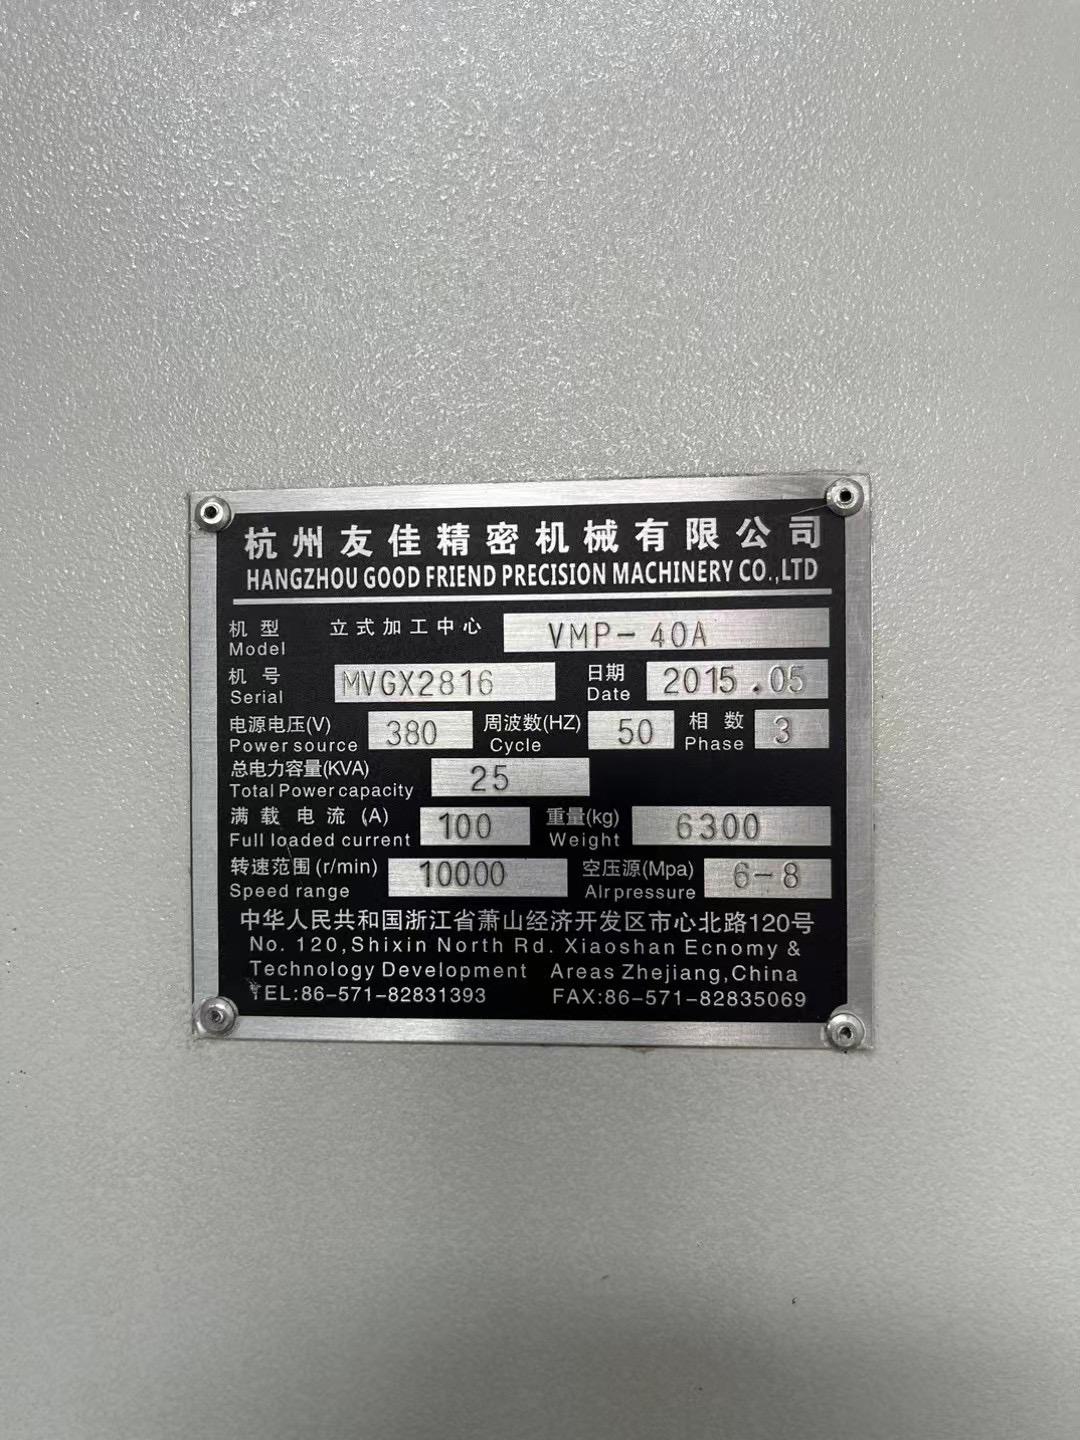 杭州友佳精密机械有限公司
HANGZHOU GOOD FRIEND PRECISION MACHINERY CO.,LTD
机型 立式加工中心 VMP-40A
Model
机号 MVGX2816 日期 2015.05
Serial Date
电源电压(V) 380 周波数(HZ) 50 相数 3
Power source Cycle Phase
总电力容量(KVA) 25
Total Power capacity
满载电流(A) 100 重量(kg) 6300
Full loaded current Weight
转速范围(r/min) 10000 空压源(Mpa) 6-8
Speed range Airpressure
中华人民共和国浙江省萧山经济开发区市心北路120号
No. 120,Shixin North Rd. Xiaoshan Ecnomy &
Technology Development Areas Zhejiang,China
TEL:86-571-82831393 FAX:86-571-82835069